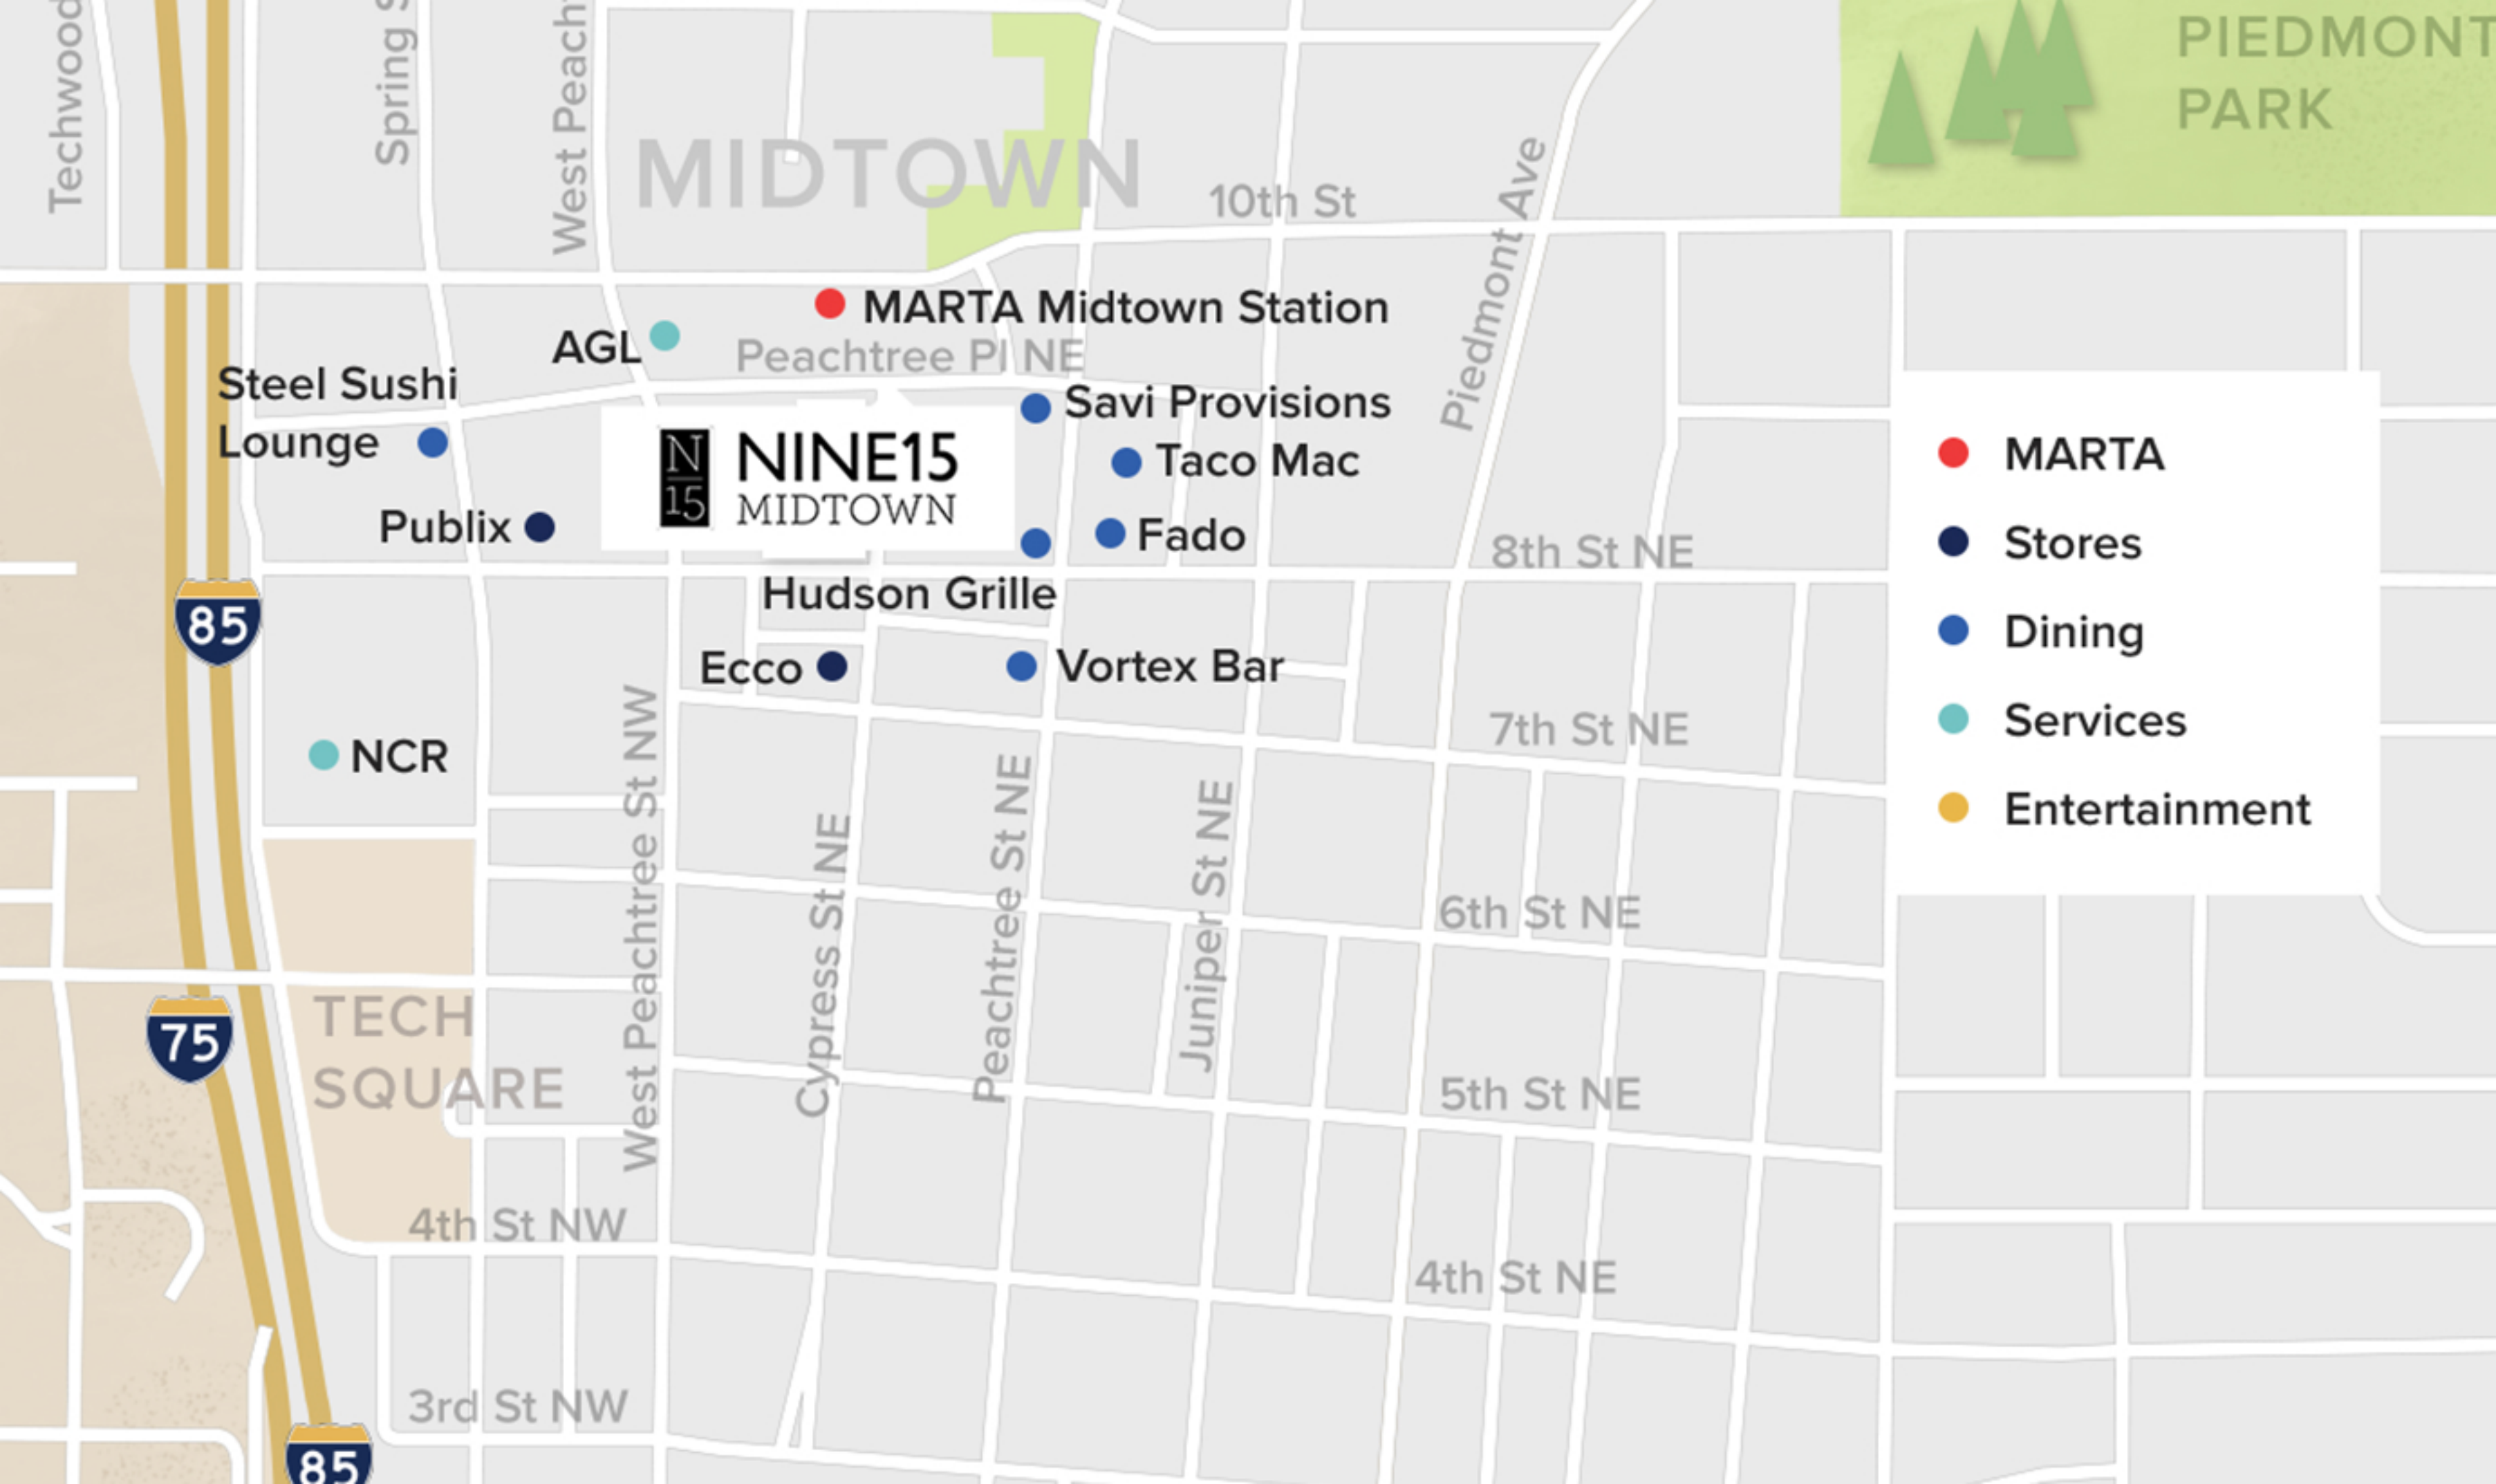 Techwood
Spring S
West Peacht
MIDTOWN
PIEDMONT
PARK
10th St
Piedmont Ave
MARTA Midtown Station
AGL
Peachtree Pl NE
Steel Sushi
Lounge
Savi Provisions
N
15
NINE15
MIDTOWN
Taco Mac
Publix
Fado
8th St NE
Hudson Grille
Ecco
Vortex Bar
85
NCR
7th St NE
West Peachtree St NW
Cypress St NE
Peachtree St NE
Juniper St NE
6th St NE
75
TECH
SQUARE
5th St NE
4th St NW
4th St NE
3rd St NW
85
MARTA
Stores
Dining
Services
Entertainment